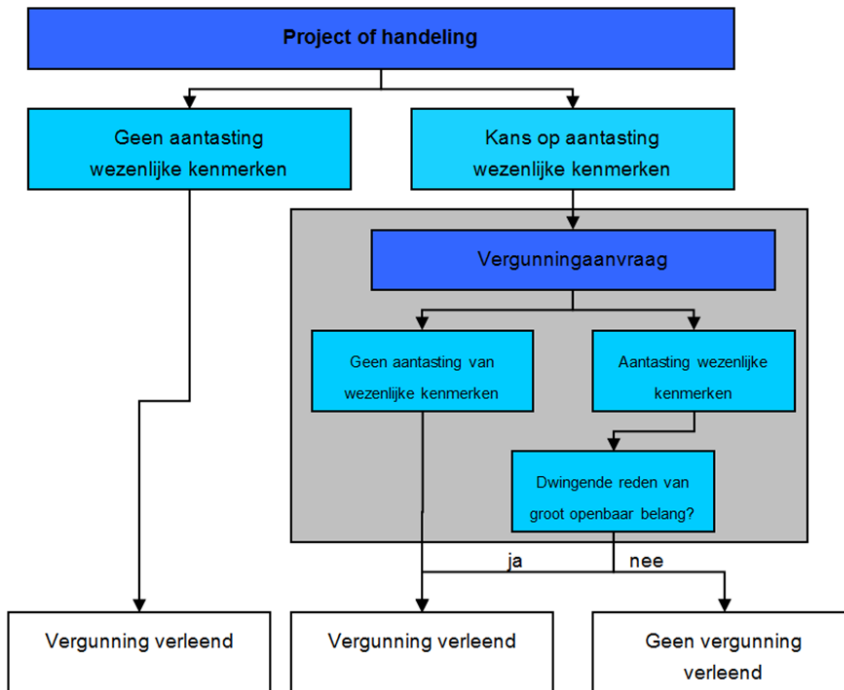 Project of handeling
Geen aantasting
wezenlijke kenmerken
Kans op aantasting
wezenlijke kenmerken
Vergunningaanvraag
Geen aantasting van
wezenlijke kenmerken
Aantasting wezenlijke
kenmerken
Dwingende reden van
groot openbaar belang?
ja
nee
Vergunning verleend
Vergunning verleend
Geen vergunning
verleend